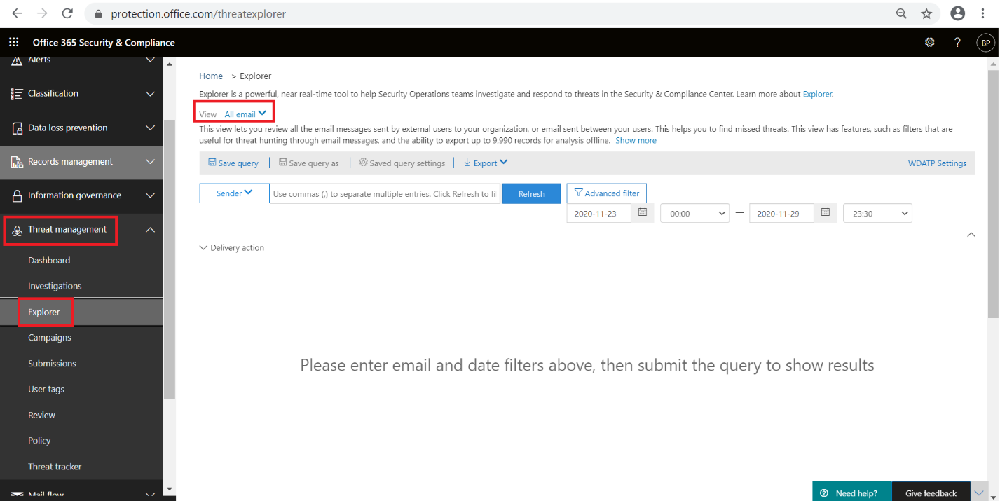 protection.office.com/threatexplorer
Office 365 Security & Compliance
? BP
Alerts
Classification
Data loss prevention
Records management
Information governance
Threat management
Dashboard
Investigations
Explorer
Campaigns
Submissions
User tags
Review
Policy
Threat tracker
Mail flow
Home > Explorer
Explorer is a powerful, near real-time tool to help Security Operations teams investigate and respond to threats in the Security & Compliance Center. Learn more about Explorer.
View All email
This view lets you review all the email messages sent by external users to your organization, or email sent between your users. This helps you to find missed threats. This view has features, such as filters that are
useful for threat hunting through email messages, and the ability to export up to 9,990 records for analysis offline. Show more
Save query Save query as Saved query settings Export WDATP Settings
Sender Use commas (,) to separate multiple entries. Click Refresh to fi Refresh Advanced filter
2020-11-23 00:00 — 2020-11-29 23:30
Delivery action
Please enter email and date filters above, then submit the query to show results
? Need help? Give feedback